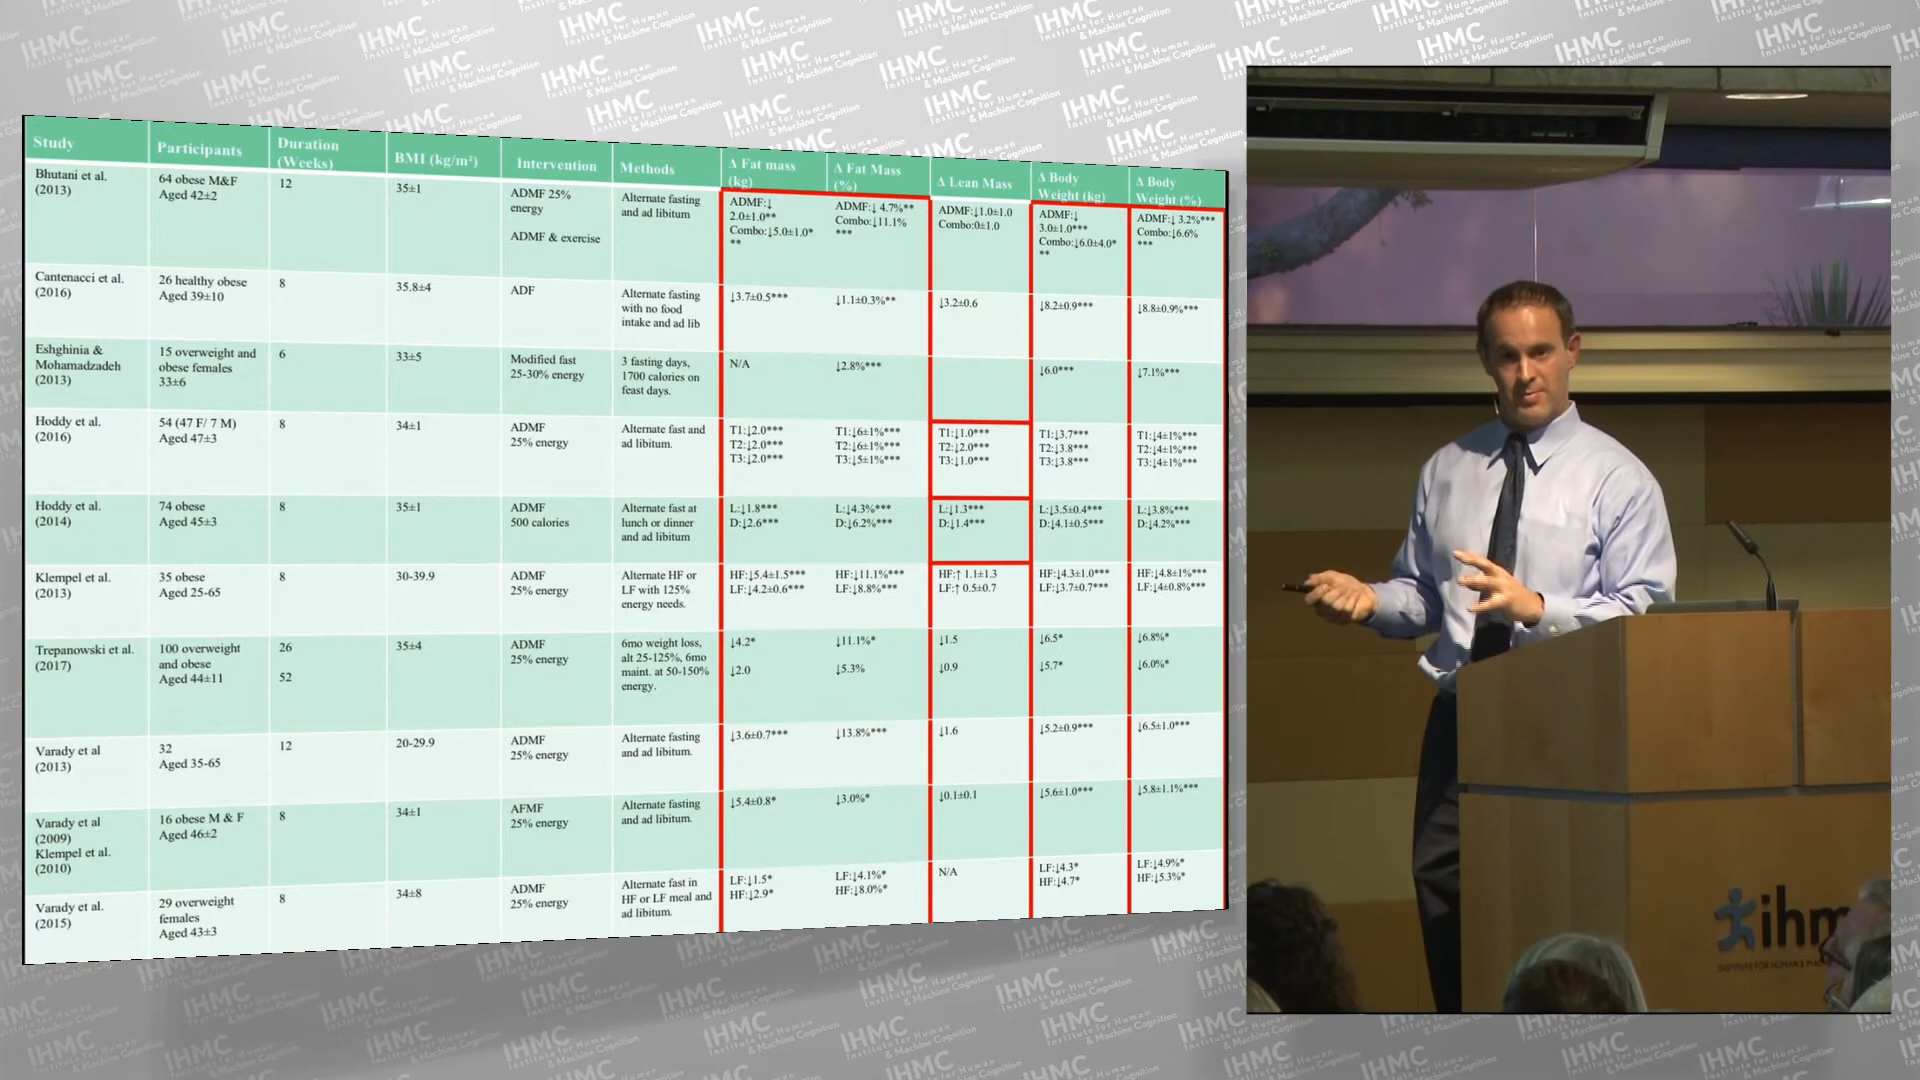 Study
Participants
Duration
(Weeks)
BMI (kg/m²)
Intervention
Methods
Δ Fat mass
(kg)
Δ Fat Mass
(%)
Δ Lean Mass
Δ Body
Weight (kg)
Δ Body
Weight (%)
Bhutani et al.
(2013)
64 obese M&F
Aged 42±2
12
35±1
ADMF 25%
energy
ADMF & exercise
Alternate fasting
and ad libitum
ADMF:↓
2.0±1.0**
Combo:↓5.0±1.0*
**
ADMF:↓ 4.7%**
Combo:↓11.1%
***
ADMF:↓1.0±1.0
Combo:0±1.0
ADMF:↓
3.0±1.0***
Combo:↓6.0±4.0*
**
ADMF:↓ 3.2%***
Combo:↓6.6%
***
Cantenacci et al.
(2016)
26 healthy obese
Aged 39±10
8
35.8±4
ADF
Alternate fasting
with no food
intake and ad lib
↓3.7±0.5***
↓1.1±0.3%**
↓3.2±0.6
↓8.2±0.9***
↓8.8±0.9%***
Eshghinia &
Mohamadzadeh
(2013)
15 overweight and
obese females
33±6
6
33±5
Modified fast
25-30% energy
3 fasting days,
1700 calories on
feast days.
N/A
↓2.8%***
↓6.0***
↓7.1%***
Hoddy et al.
(2016)
54 (47 F/ 7 M)
Aged 47±3
8
34±1
ADMF
25% energy
Alternate fast and
ad libitum.
T1:↓2.0***
T2:↓2.0***
T3:↓2.0***
T1:↓6±1%***
T2:↓6±1%***
T3:↓5±1%***
T1:↓1.0***
T2:↓2.0***
T3:↓1.0***
T1:↓3.7***
T2:↓3.8***
T3:↓3.8***
T1:↓4±1%***
T2:↓4±1%***
T3:↓4±1%***
Hoddy et al.
(2014)
74 obese
Aged 45±3
8
35±1
ADMF
500 calories
Alternate fast at
lunch or dinner
and ad libitum
L:↓1.8***
D:↓2.6***
L:↓4.3%***
D:↓6.2%***
L:↓1.3***
D:↓1.4***
L:↓3.5±0.4***
D:↓4.1±0.5***
L:↓3.8%***
D:↓4.2%***
Klempel et al.
(2013)
35 obese
Aged 25-65
8
30-39.9
ADMF
25% energy
Alternate HF or
LF with 125%
energy needs.
HF:↓5.4±1.5***
LF:↓4.2±0.6***
HF:↓11.1%***
LF:↓8.8%***
HF:↑ 1.1±1.3
LF:↑ 0.5±0.7
HF:↓4.3±1.0***
LF:↓3.7±0.7***
HF:↓4.8±1%***
LF:↓4±0.8%***
Trepanowski et al.
(2017)
100 overweight
and obese
Aged 44±11
26
52
35±4
ADMF
25% energy
6mo weight loss,
alt 25-125%, 6mo
maint. at 50-150%
energy.
↓4.2*
↓2.0
↓11.1%*
↓5.3%
↓1.5
↓0.9
↓6.5*
↓5.7*
↓6.8%*
↓6.0%*
Varady et al
(2013)
32
Aged 35-65
12
20-29.9
ADMF
25% energy
Alternate fasting
and ad libitum.
↓3.6±0.7***
↓13.8%***
↓1.6
↓5.2±0.9***
↓6.5±1.0***
Varady et al
(2009)
Klempel et al.
(2010)
16 obese M & F
Aged 46±2
8
34±1
AFMF
25% energy
Alternate fasting
and ad libitum.
↓5.4±0.8*
↓3.0%*
↓0.1±0.1
↓5.6±1.0***
↓5.8±1.1%***
Varady et al.
(2015)
29 overweight
females
Aged 43±3
8
34±8
ADMF
25% energy
Alternate fast in
HF or LF meal and
ad libitum.
LF:↓1.5*
HF:↓2.9*
LF:↓4.1%*
HF:↓8.0%*
N/A
LF:↓4.3*
HF:↓4.7*
LF:↓4.9%*
HF:↓5.3%*
IHMC
Institute for Human
& Machine Cognition
ihm
INSTITUTE FOR HUMAN &